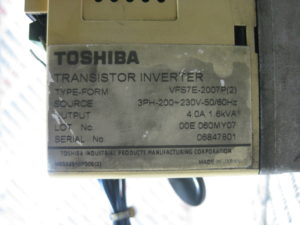 TOSHIBA
TRANSISTOR INVERTER
TYPE-FORM VFS7E-2007P(2)
SOURCE 3PH-200~230V-50/60Hz
OUTPUT 4.0A 1.6kVA
LOT No. 00E 060MY07
SERIAL No. 06847801
TOSHIBA INDUSTRIAL PRODUCTS MANUFACTURING CORPORATION
MADE IN JAPAN